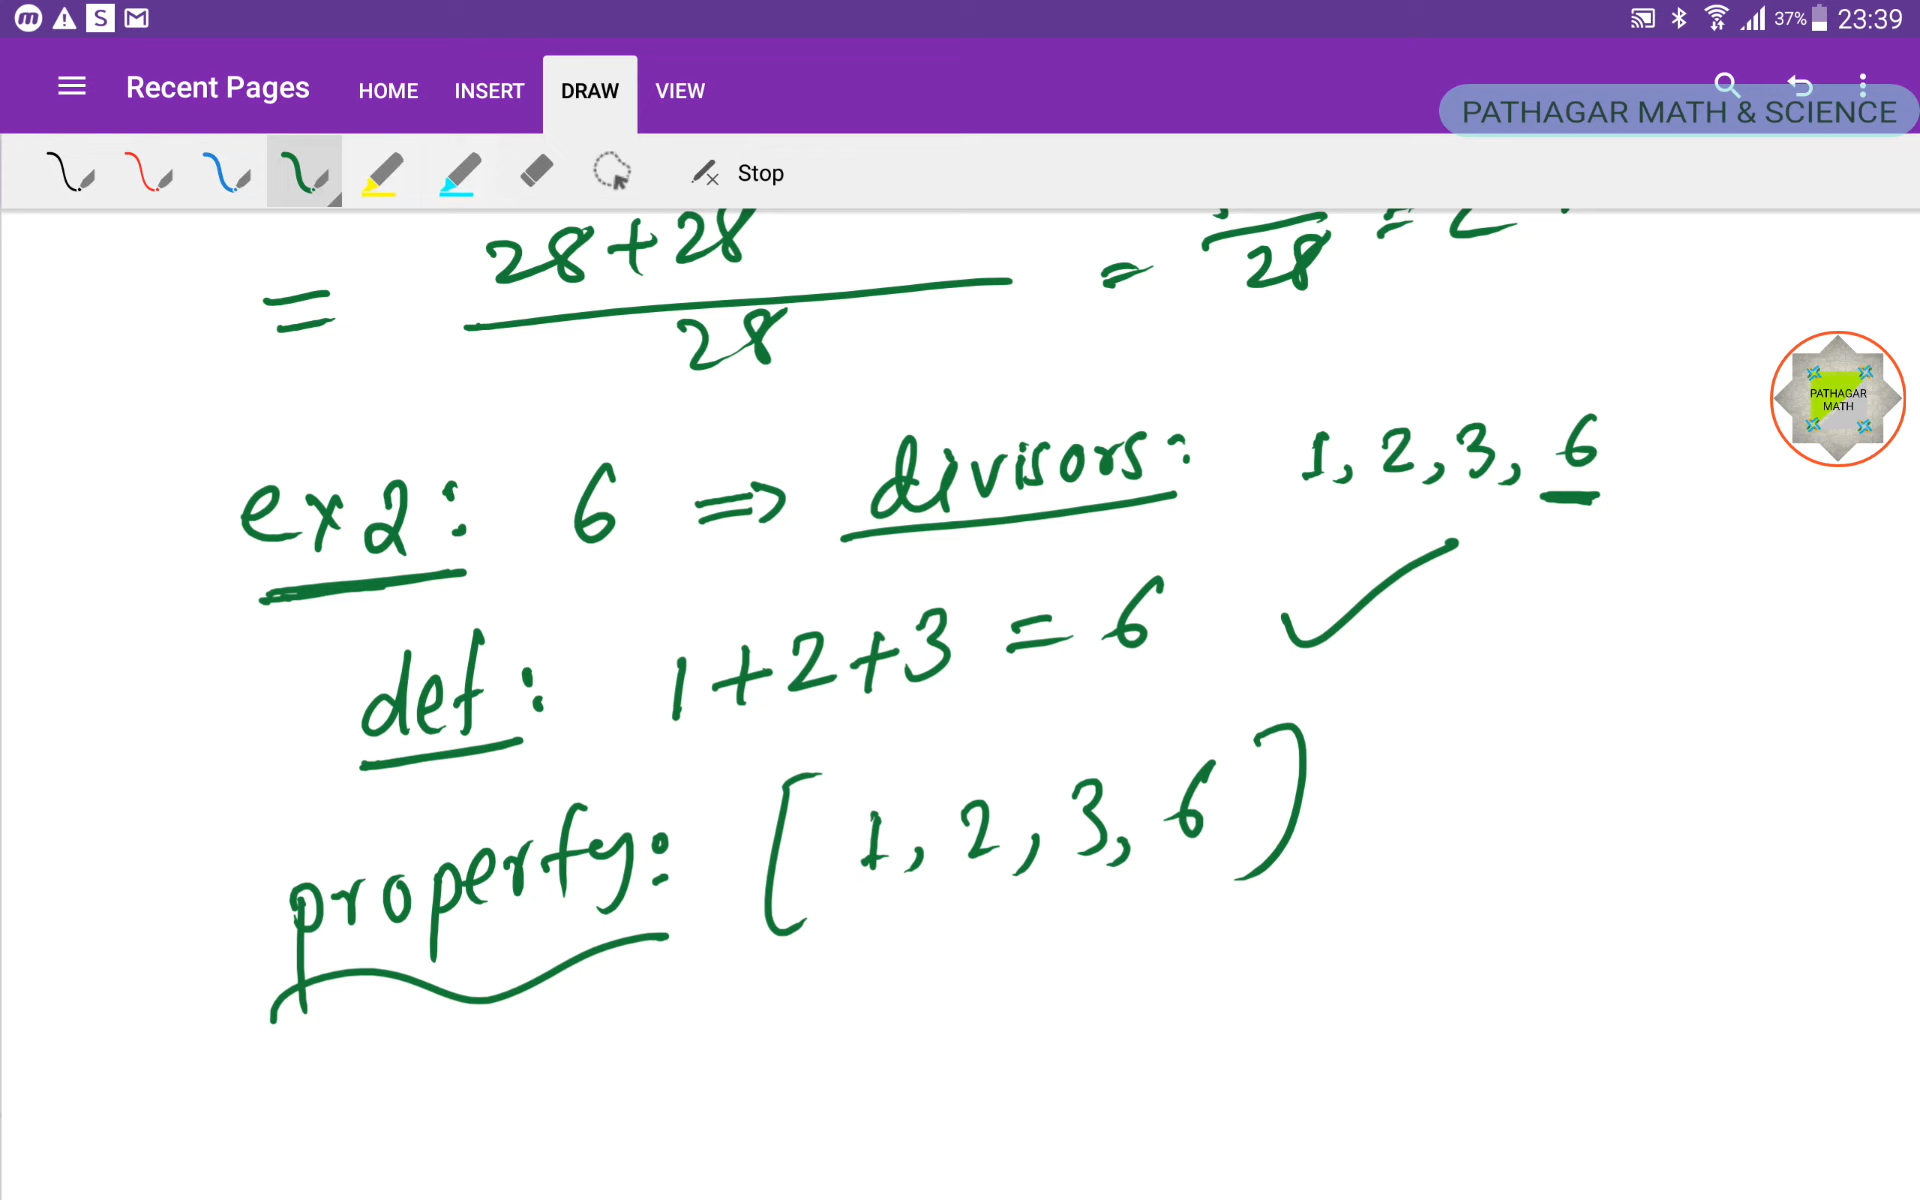 37% 23:39
Recent Pages HOME INSERT DRAW VIEW
PATHAGAR MATH & SCIENCE
Stop
28+28 / 28 = /28 = 2
PATHAGAR
MATH
ex2: 6 ⇒ divisors: 1, 2, 3, 6
def: 1+2+3 = 6 ✓
property: [1, 2, 3, 6)